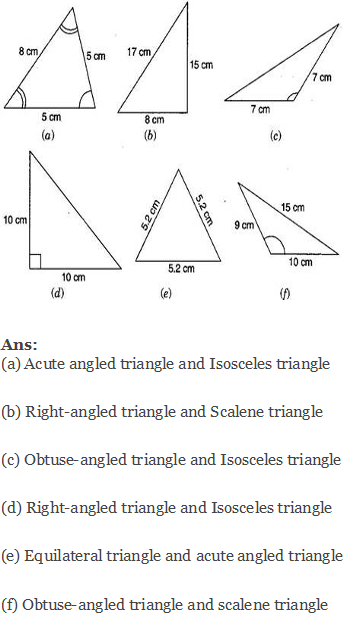 8 cm
5 cm
5 cm
(a)
17 cm
15 cm
8 cm
(b)
7 cm
7 cm
(c)
10 cm
10 cm
(d)
5.2 cm
5.2 cm
5.2 cm
(e)
15 cm
9 cm
10 cm
(f)
Ans:
(a) Acute angled triangle and Isosceles triangle
(b) Right-angled triangle and Scalene triangle
(c) Obtuse-angled triangle and Isosceles triangle
(d) Right-angled triangle and Isosceles triangle
(e) Equilateral triangle and acute angled triangle
(f) Obtuse-angled triangle and scalene triangle